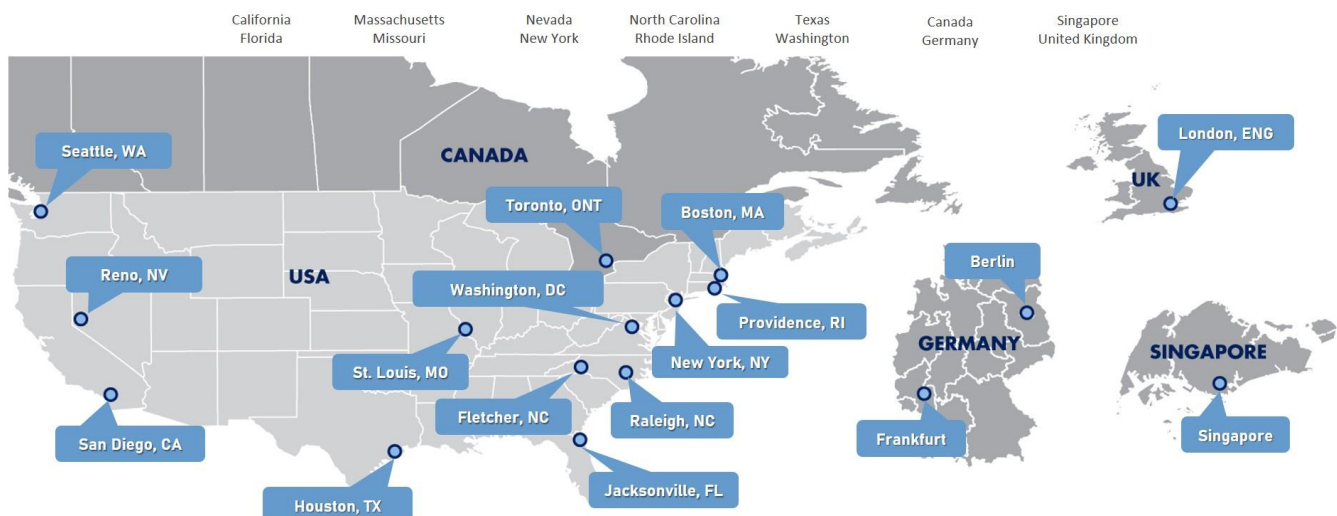 California
Florida
Massachusetts
Missouri
Nevada
New York
North Carolina
Rhode Island
Texas
Washington
Canada
Germany
Singapore
United Kingdom
Seattle, WA
CANADA
London, ENG
UK
Toronto, ONT
Boston, MA
Reno, NV
USA
Washington, DC
Berlin
Providence, RI
GERMANY
SINGAPORE
St. Louis, MO
New York, NY
Fletcher, NC
Raleigh, NC
San Diego, CA
Frankfurt
Singapore
Houston, TX
Jacksonville, FL